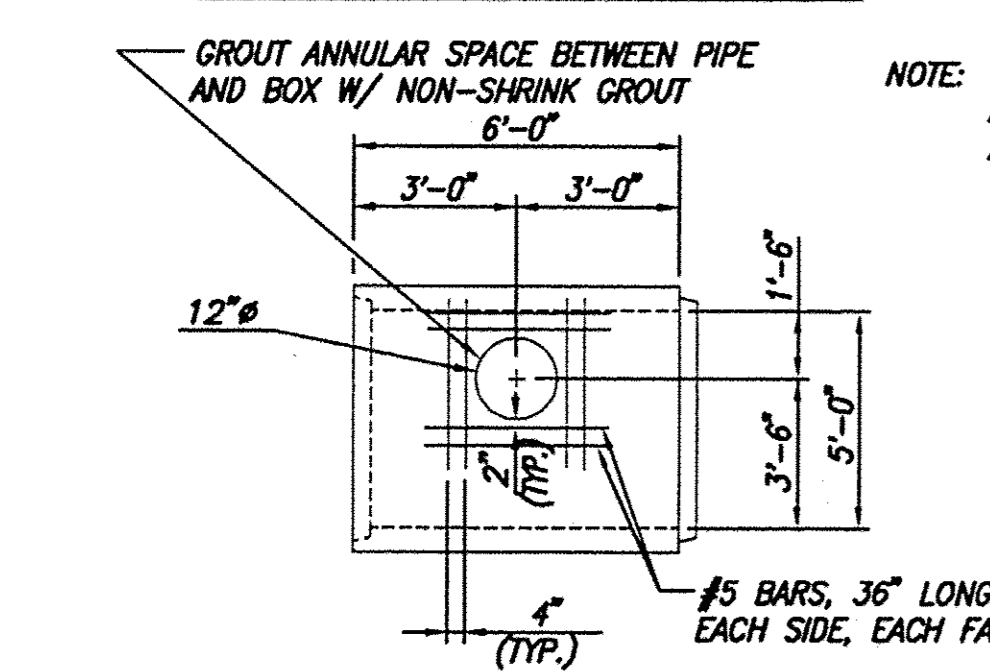 GROUT ANNULAR SPACE BETWEEN PIPE
AND BOX W/ NON-SHRINK GROUT
NOTE:
6'-0"
3'-0"
3'-0"
1'-6"
12"ø
3'-6"
5'-0"
2"
(TYP.)
4"
(TYP.)
#5 BARS, 36" LONG
EACH SIDE, EACH FA